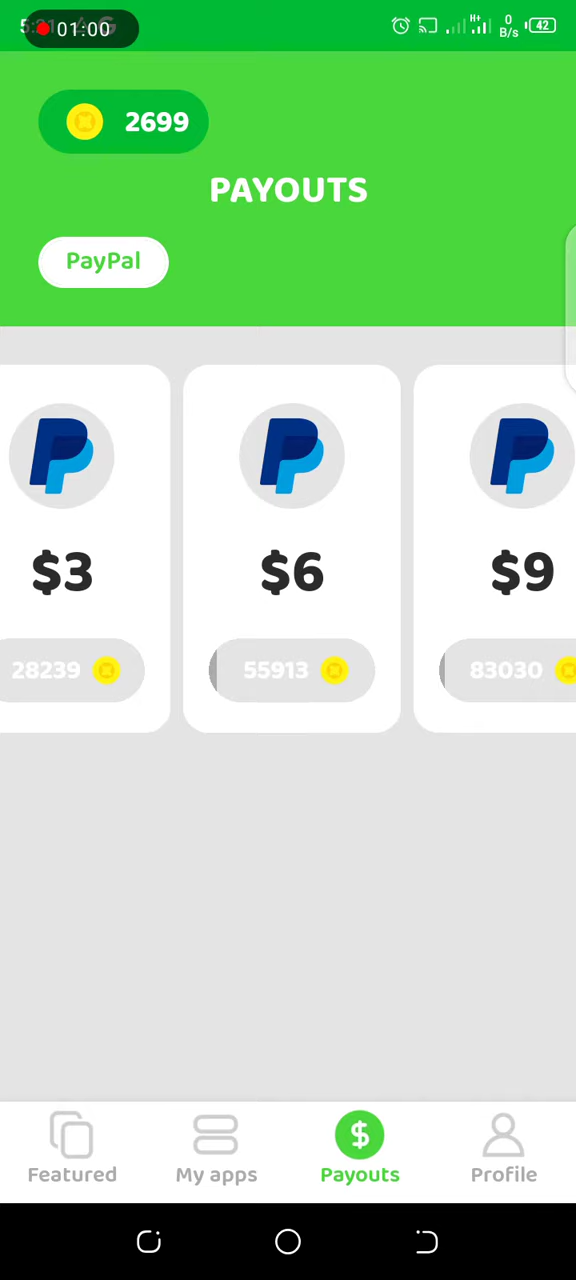 01:00
H+
0
B/s
42
2699
PAYOUTS
PayPal
$3
$6
$9
28239
55913
83030
Featured
My apps
Payouts
Profile